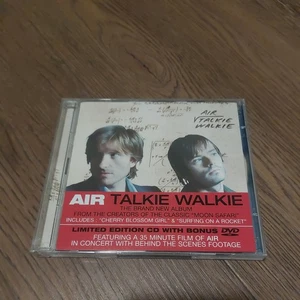 AIR
TALKIE
WALKIE
AIR TALKIE WALKIE
THE BRAND NEW ALBUM
FROM THE CREATORS OF THE CLASSIC "MOON SAFARI"
INCLUDES : "CHERRY BLOSSOM GIRL" & "SURFING ON A ROCKET"
LIMITED EDITION CD WITH BONUS DVD
FEATURING A 35 MINUTE FILM OF AIR
IN CONCERT WITH BEHIND THE SCENES FOOTAGE